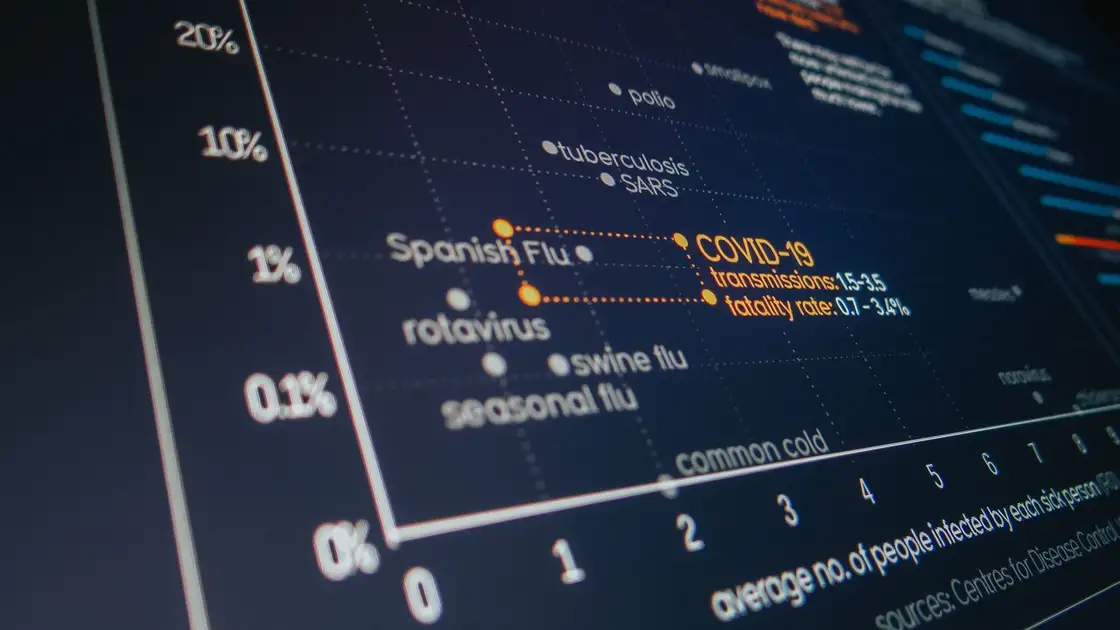 20%
smallpox
polio
10%
tuberculosis
SARS
Spanish Flu
COVID-19
transmissions: 1.5-3.5
fatality rate: 0.7 - 3.4%
1%
measles
rotavirus
swine flu
0.1%
seasonal flu
norovirus
common cold
0%
0 1 2 3 4 5 6 7 8 9
average no. of people infected by each sick person
sources: Centres for Disease Control